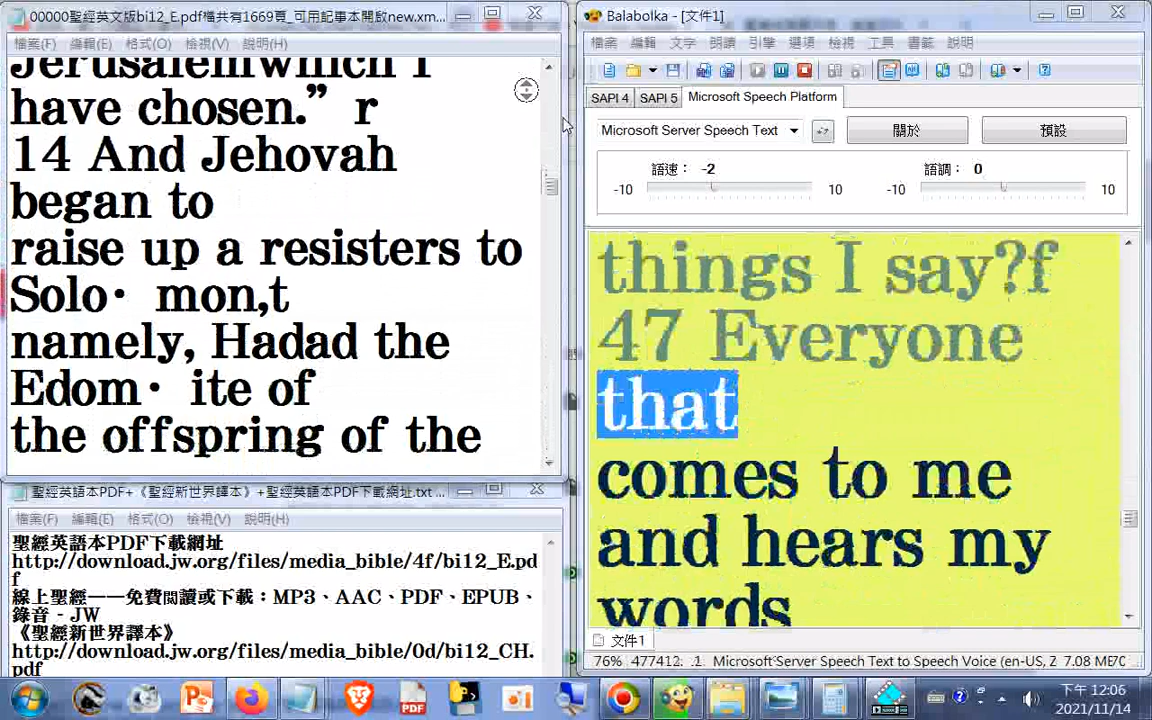 00000聖經英文版bi12_E.pdf檔共有1669頁_可用記事本開啟new.xm...
檔案(F) 編輯(E) 格式(O) 檢視(V) 說明(H)
Jerusalem which I
have chosen.” r
14 And Jehovah
began to
raise up a resisters to
Solo· mon,t
namely, Hadad the
Edom· ite of
the offspring of the
聖經英語本PDF+《聖經新世界譯本》+聖經英語本PDF下載網址.txt ...
檔案(F) 編輯(E) 格式(O) 檢視(V) 說明(H)
聖經英語本PDF下載網址
http://download.jw.org/files/media_bible/4f/bi12_E.pd
f
線上聖經——免費閱讀或下載：MP3、AAC、PDF、EPUB、
錄音 - JW
《聖經新世界譯本》
http://download.jw.org/files/media_bible/0d/bi12_CH.
pdf
Balabolka - [文件1]
檔案 編輯 文字 朗讀 引擎 選項 檢視 工具 書籤 說明
SAPI 4 SAPI 5 Microsoft Speech Platform
Microsoft Server Speech Text 關於 預設
語速： -2 語調： 0
-10 10 -10 10
things I say?f
47 Everyone
that
comes to me
and hears my
words
文件1
76% 477412. .1. Microsoft Server Speech Text to Speech Voice (en-US, Z 7.08 ME
下午 12:06
2021/11/14